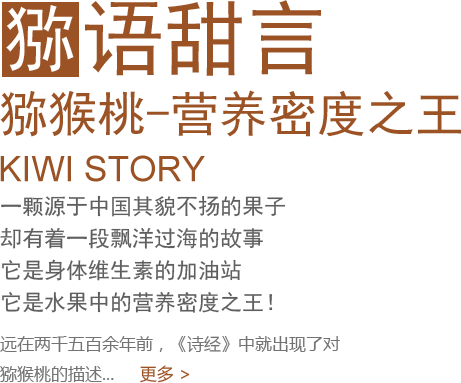 猕语甜言
猕猴桃-营养密度之王
KIWI STORY
一颗源于中国其貌不扬的果子
却有着一段飘洋过海的故事
它是身体维生素的加油站
它是水果中的营养密度之王！
远在两千五百余年前，《诗经》中就出现了对
猕猴桃的描述... 更多 >